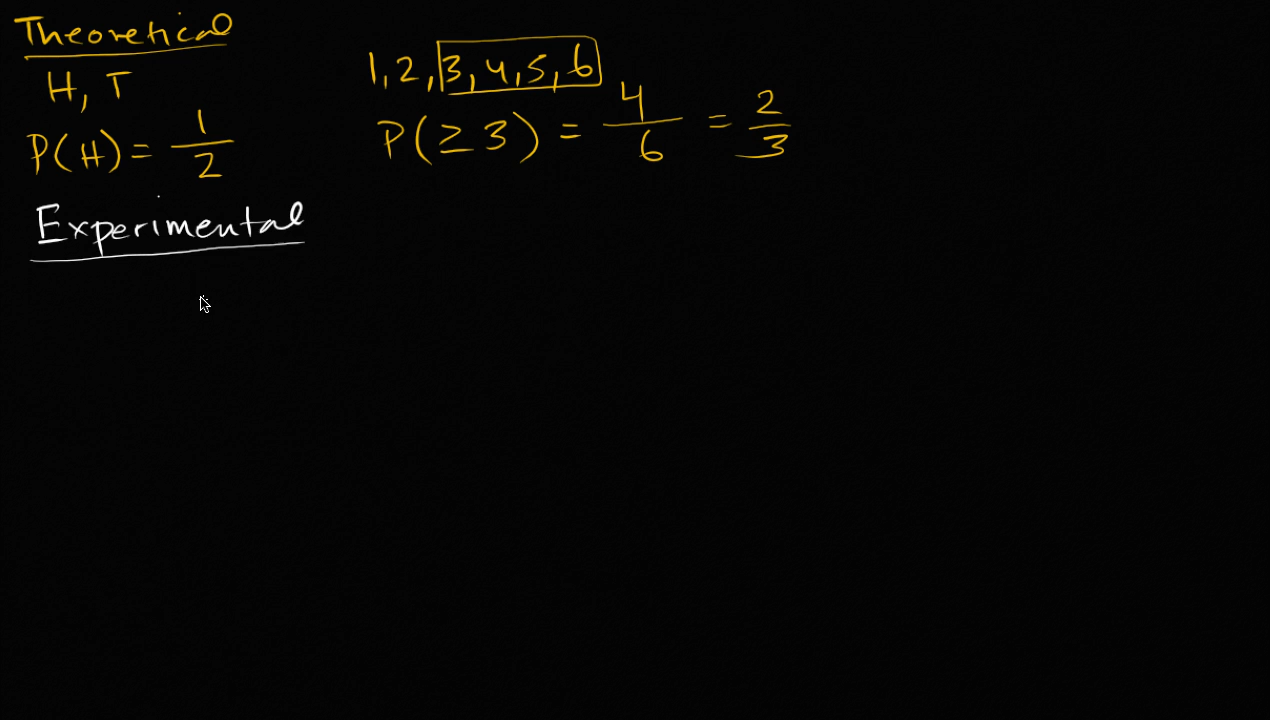 Theoretical
H, T
P(H) = 1/2
1, 2, 3, 4, 5, 6
P(≥ 3) = 4/6 = 2/3
Experimental